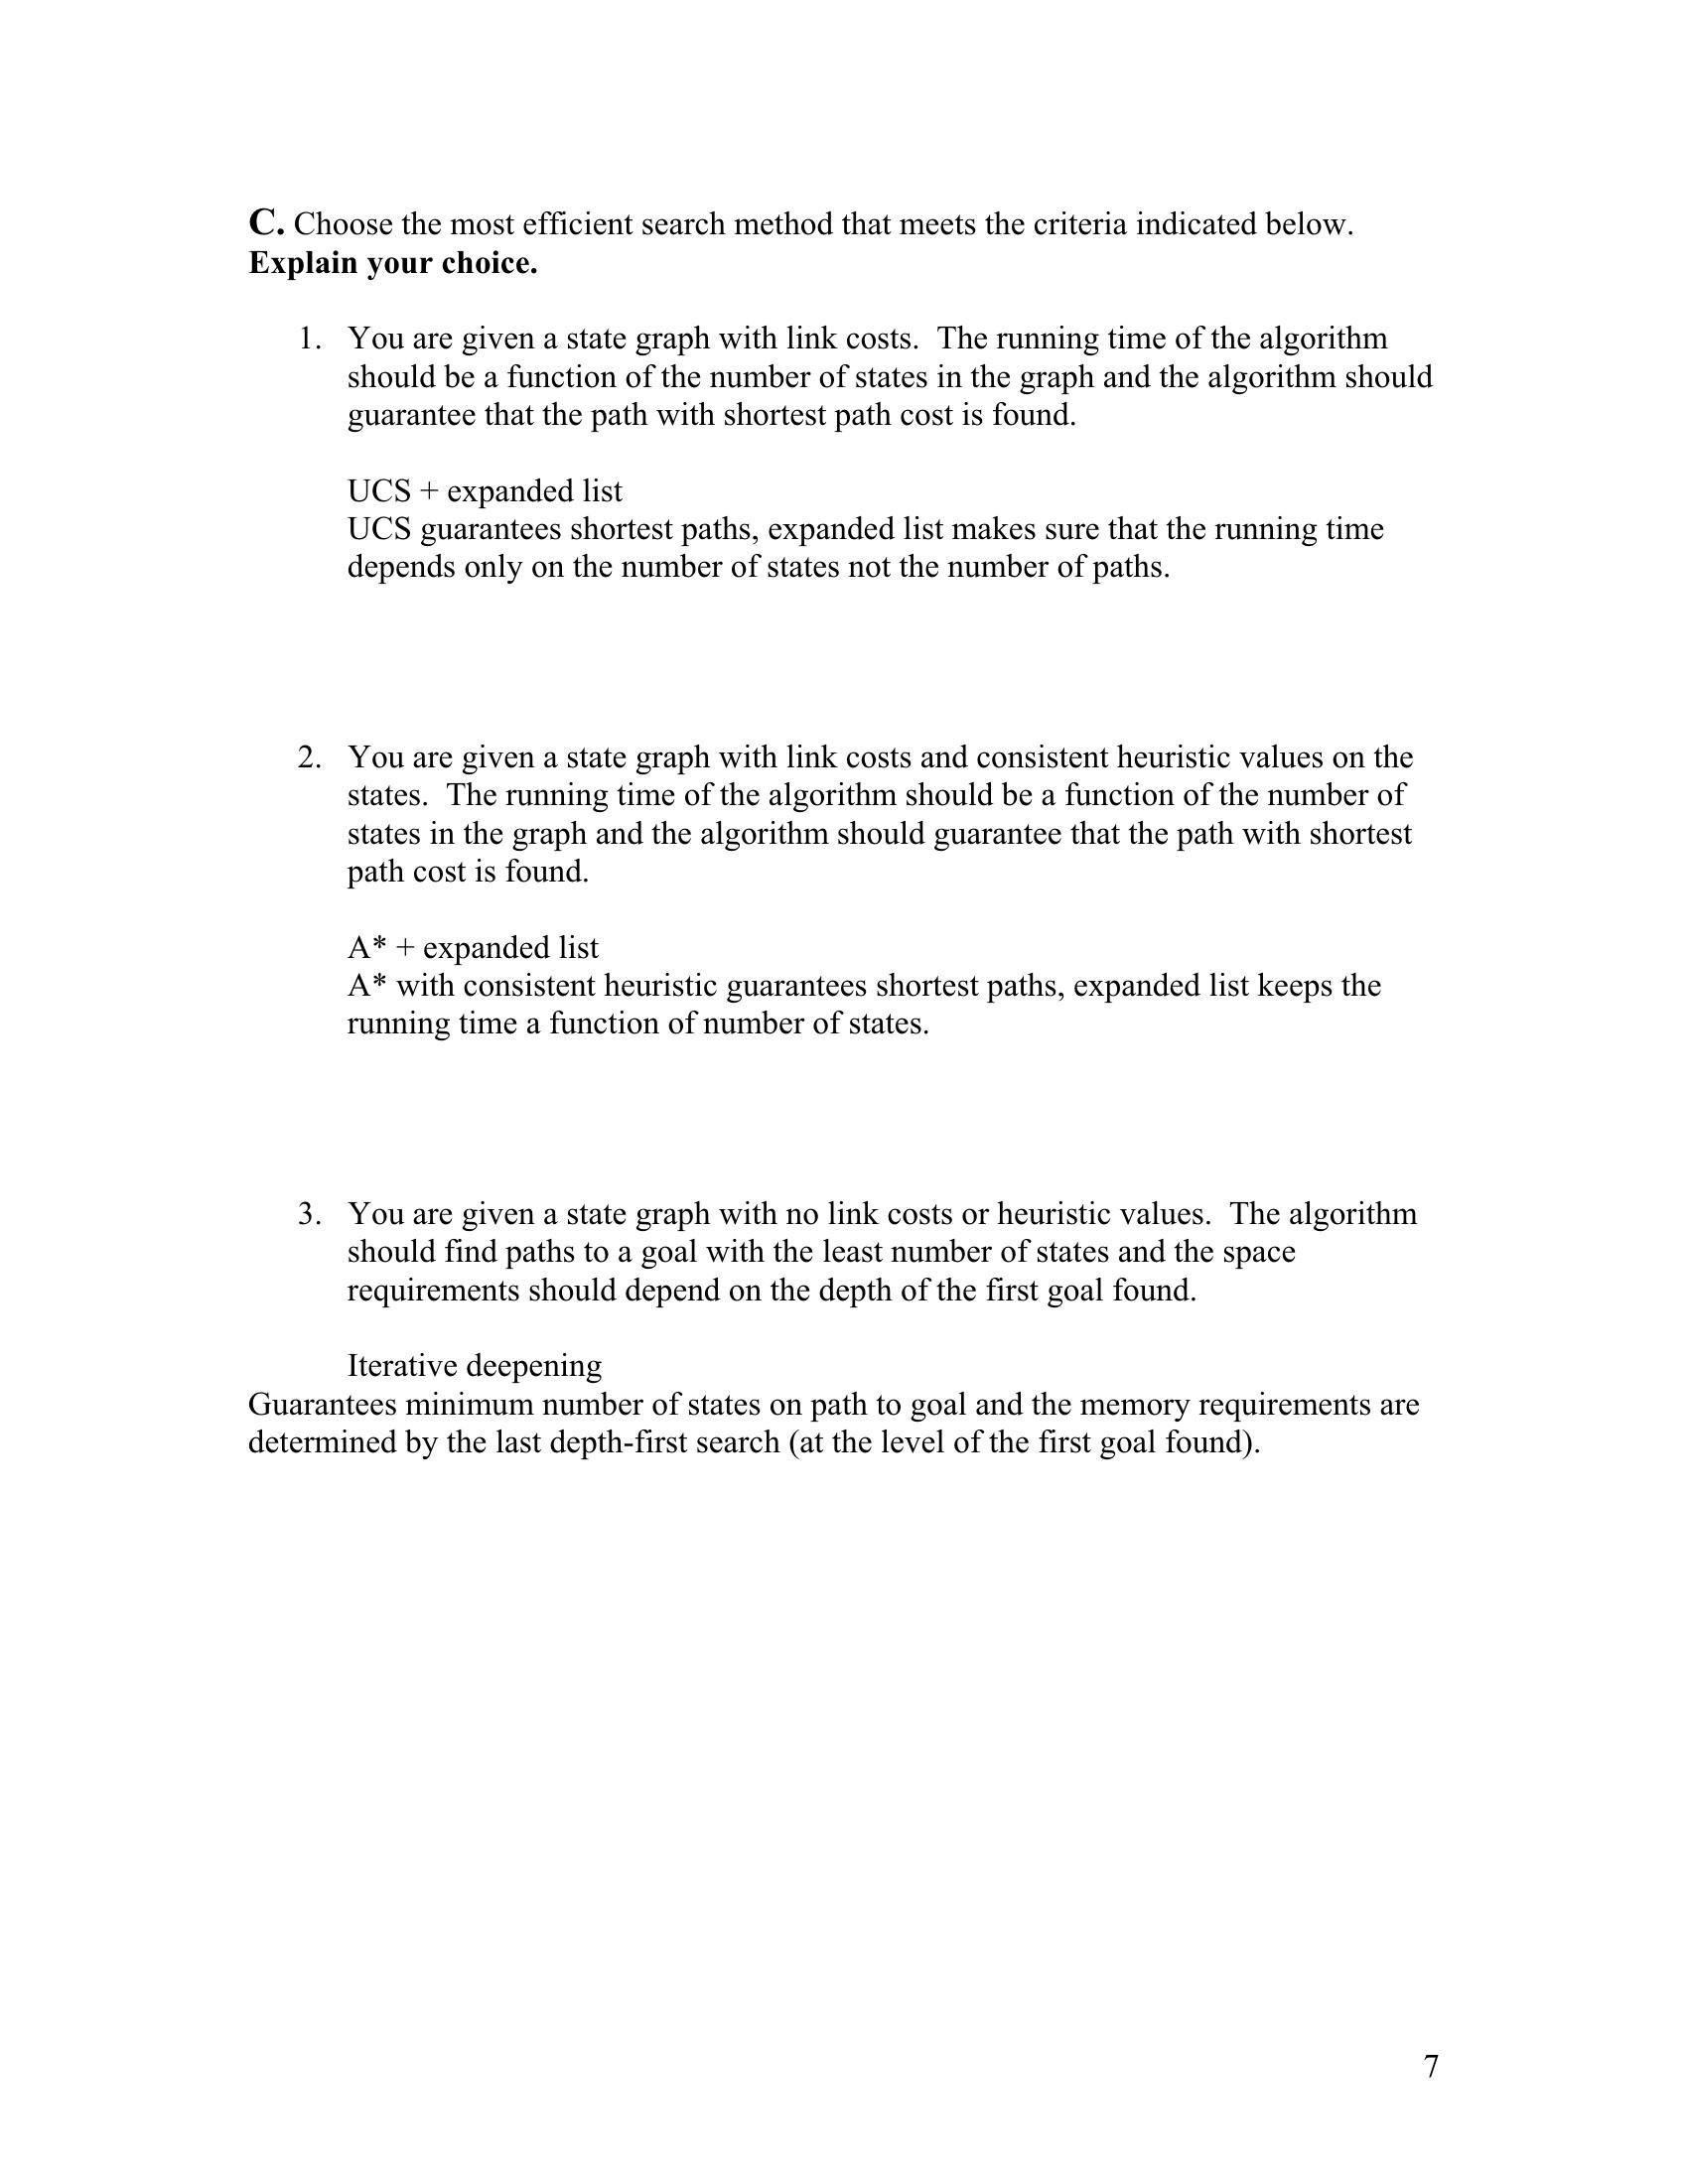 C. Choose the most efficient search method that meets the criteria indicated below.
Explain your choice.
1. You are given a state graph with link costs.  The running time of the algorithm
should be a function of the number of states in the graph and the algorithm should
guarantee that the path with shortest path cost is found.
UCS + expanded list
UCS guarantees shortest paths, expanded list makes sure that the running time
depends only on the number of states not the number of paths.
2. You are given a state graph with link costs and consistent heuristic values on the
states.  The running time of the algorithm should be a function of the number of
states in the graph and the algorithm should guarantee that the path with shortest
path cost is found.
A* + expanded list
A* with consistent heuristic guarantees shortest paths, expanded list keeps the
running time a function of number of states.
3. You are given a state graph with no link costs or heuristic values.  The algorithm
should find paths to a goal with the least number of states and the space
requirements should depend on the depth of the first goal found.
Iterative deepening
Guarantees minimum number of states on path to goal and the memory requirements are
determined by the last depth-first search (at the level of the first goal found).
7